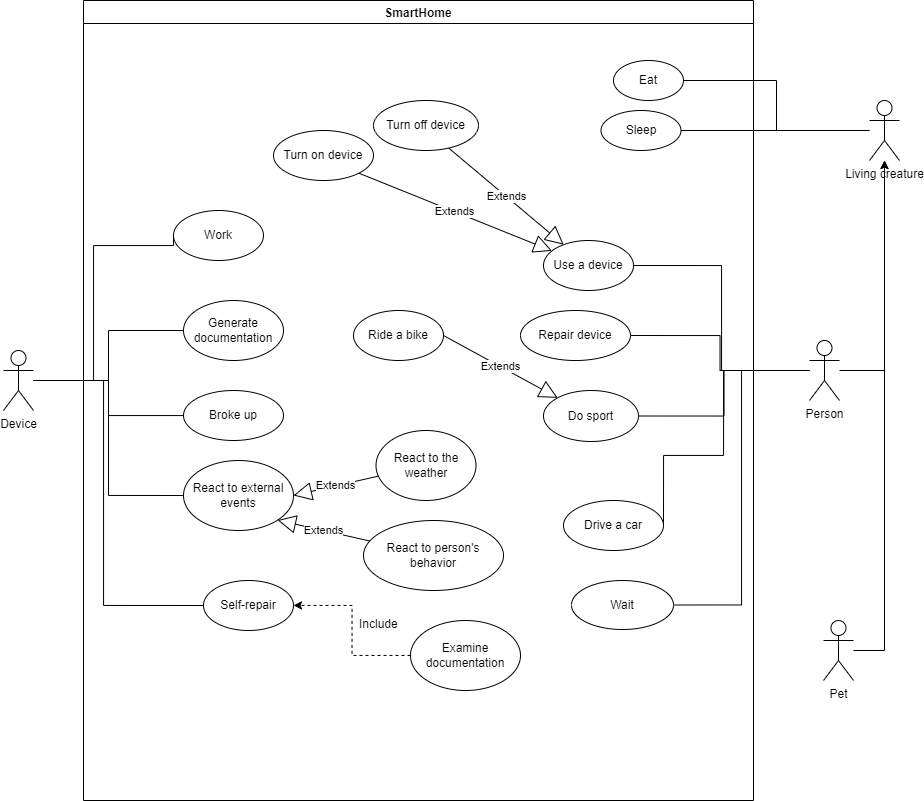 SmartHome
Eat
Turn off device
Sleep
Turn on device
Living creature
Extends
Extends
Work
Use a device
Generate
documentation
Ride a bike
Repair device
Extends
Device
Broke up
Do sport
Person
React to the
weather
React to external
events
Extends
Extends
Drive a car
React to person's
behavior
Self-repair
Wait
Include
Examine
documentation
Pet